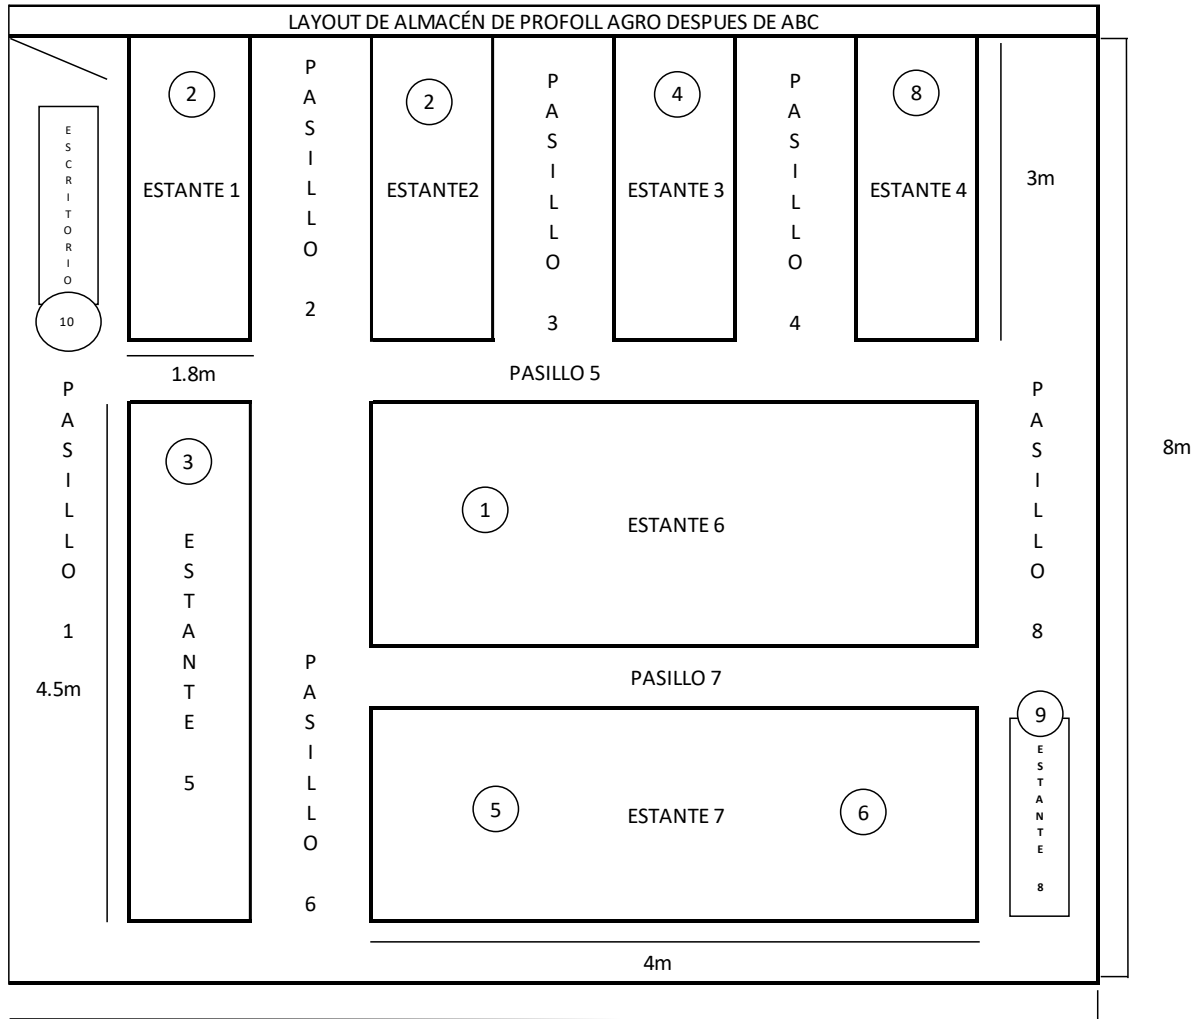 LAYOUT DE ALMACÉN DE PROFOLL AGRO DESPUES DE ABC
ESCRITORIO
10
2
ESTANTE 1
PASILLO 2
2
ESTANTE2
PASILLO 3
4
ESTANTE 3
PASILLO 4
8
ESTANTE 4
3m
1.8m
PASILLO 5
PASILLO 1
4.5m
3
ESTANTE 5
1
ESTANTE 6
PASILLO 8
8m
PASILLO 6
PASILLO 7
5
ESTANTE 7
6
9
ESTANTE 8
4m